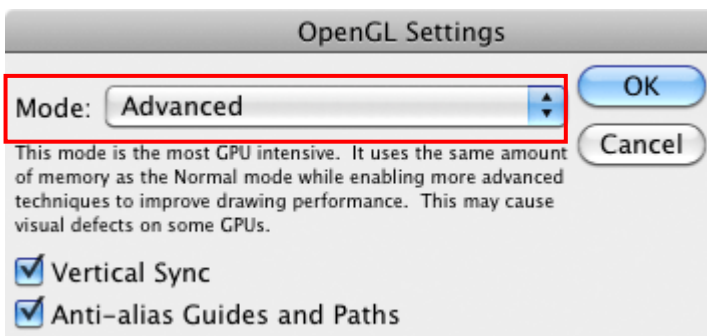 OpenGL Settings
Mode: Advanced
OK
Cancel
This mode is the most GPU intensive.  It uses the same amount
of memory as the Normal mode while enabling more advanced
techniques to improve drawing performance.  This may cause
visual defects on some GPUs.
Vertical Sync
Anti-alias Guides and Paths